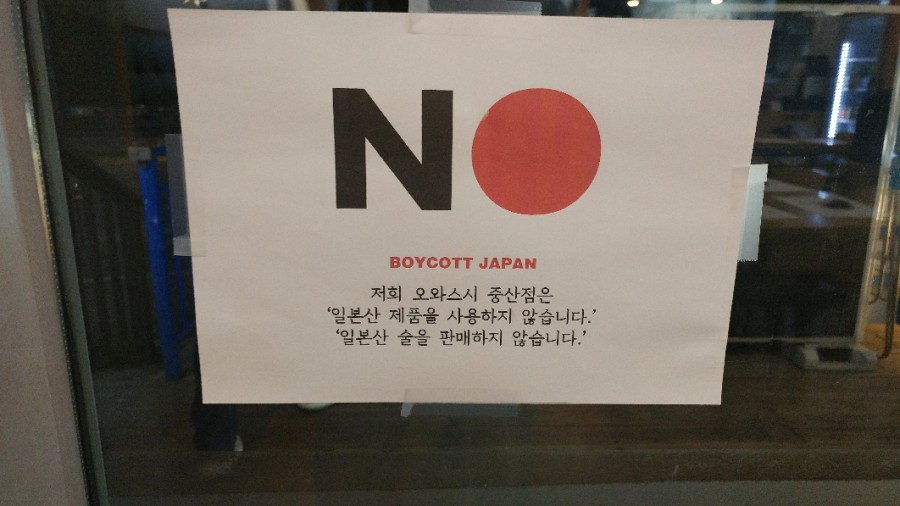 NO
BOYCOTT JAPAN
저희 오와스시 중산점은
‘일본산 제품을 사용하지 않습니다.’
‘일본산 술을 판매하지 않습니다.’